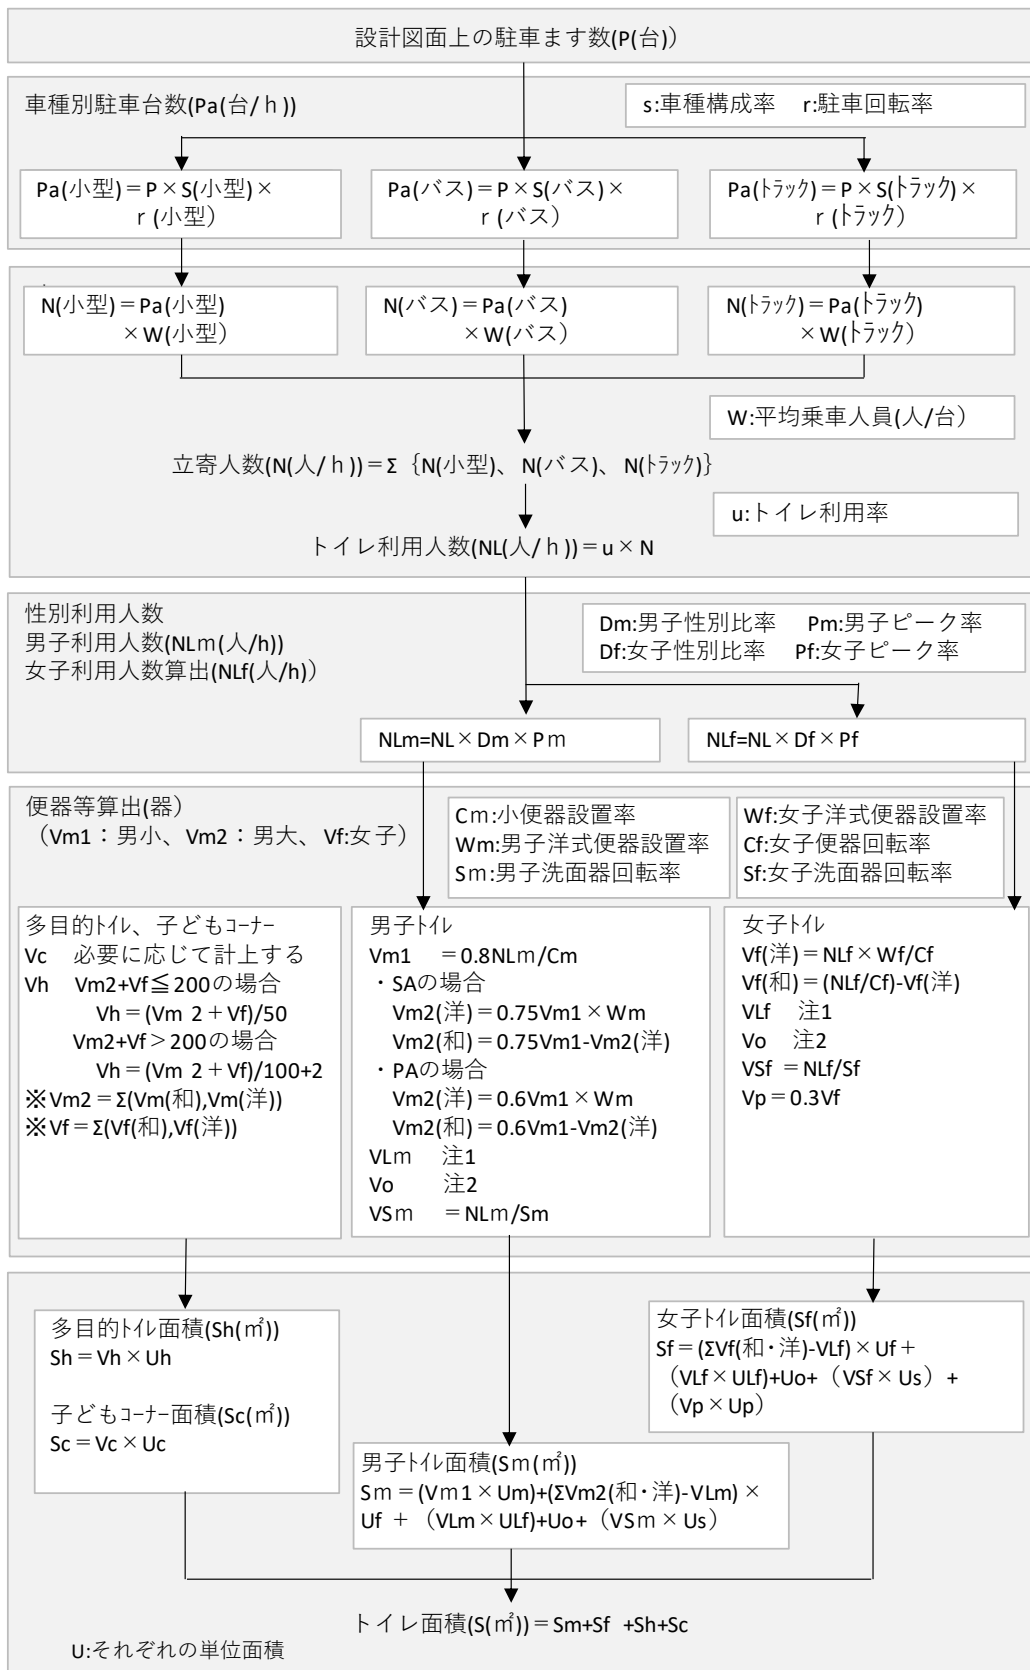 設計図面上の駐車ます数(P(台))
車種別駐車台数(Pa(台/ｈ))
s:車種構成率　r:駐車回転率
Pa(小型)＝P×S(小型)×
ｒ(小型)
Pa(バス)＝P×S(バス)×
ｒ(バス)
Pa(ﾄﾗｯｸ)＝P×S(ﾄﾗｯｸ)×
ｒ(ﾄﾗｯｸ)
N(小型)＝Pa(小型)
×W(小型)
N(バス)＝Pa(バス)
×W(バス)
N(ﾄﾗｯｸ)＝Pa(ﾄﾗｯｸ)
×W(ﾄﾗｯｸ)
W:平均乗車人員(人/台)
立寄人数(N(人/ｈ))＝Σ｛N(小型)、N(バス)、N(ﾄﾗｯｸ)}
u:トイレ利用率
トイレ利用人数(NL(人/ｈ))＝u×N
性別利用人数
男子利用人数(NLｍ(人/h))
女子利用人数算出(NLf(人/h)）
Dm:男子性別比率　Pm:男子ピーク率
Df:女子性別比率　Pf:女子ピーク率
NLm=NL×Dm×Pｍ
NLf=NL×Df×Pf
便器等算出(器)
（Vm1：男小、Vm2：男大、Vf:女子）
Cｍ:小便器設置率
Wm:男子洋式便器設置率
Sｍ:男子洗面器回転率
Wf:女子洋式便器設置率
Cf:女子便器回転率
Sf:女子洗面器回転率
多目的ﾄｲﾚ、子どもｺｰﾅｰ
Vc　必要に応じて計上する
Vh　Vm2+Vf≦200の場合
Vh＝(Vm２＋Vf)/50
Vm2+Vf＞200の場合
Vh＝(Vm２＋Vf)/100+2
※Vm2＝Σ(Vm(和),Vm(洋))
※Vf＝Σ(Vf(和),Vf(洋))
男子ﾄｲﾚ
Vm1　＝0.8NLｍ/Cm
・SAの場合
Vm2(洋)＝0.75Vm1×Wm
Vm2(和)＝0.75Vm1-Vm2(洋)
・PAの場合
Vm2(洋)＝0.6Vm1×Wm
Vm2(和)＝0.6Vm1-Vm2(洋)
VLｍ　注1
Vo　　注2
VSｍ　＝NLｍ/Sm
女子ﾄｲﾚ
Vf(洋)＝NLf×Wf/Cf
Vf(和)＝(NLf/Cf)-Vf(洋)
VLf　注1
Vo　注2
VSf ＝NLf/Sf
Vp＝0.3Vf
多目的ﾄｲﾚ面積(Sh(㎡))
Sh＝Vh×Uh
子どもｺｰﾅｰ面積(Sc(㎡))
Sc＝Vc×Uc
女子ﾄｲﾚ面積(Sf(㎡))
Sf＝(ΣVf(和・洋)-VLf)×Uf＋
（VLf×ULf)+Uo+（VSf×Us）+
（Vp×Up）
男子ﾄｲﾚ面積(Sｍ(㎡))
Sｍ＝(Vｍ1×Um)+(ΣVm2(和・洋)-VLm)×
Uf ＋（VLm×ULf)+Uo+（VSｍ×Us）
トイレ面積(S(㎡))＝Sm+Sf +Sh+Sc
U:それぞれの単位面積